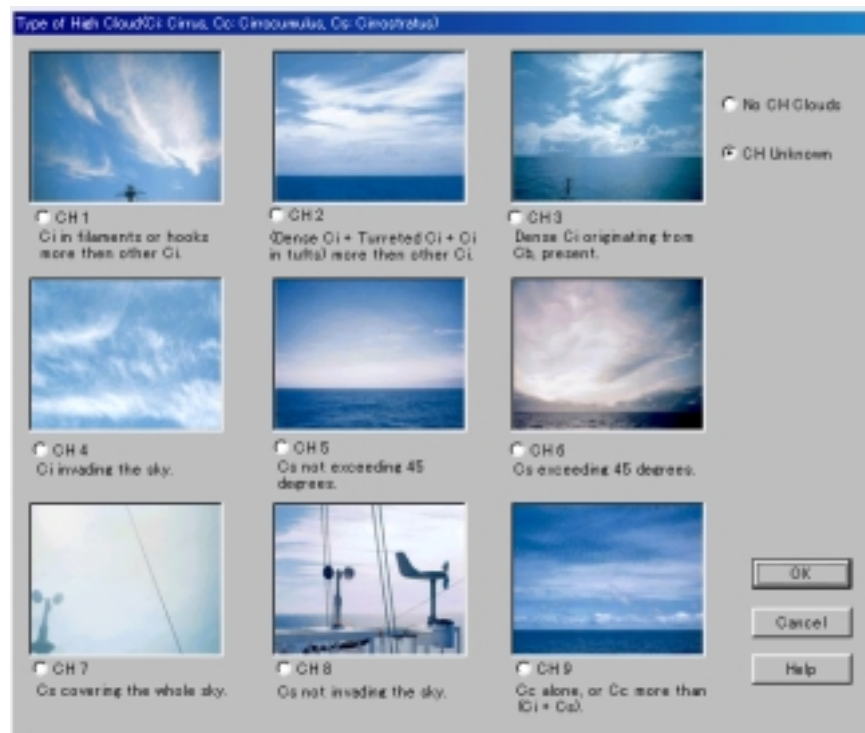 Type of High Cloud(Ci: Cirrus, Cc: Cirrocumulus, Cs: Cirrostratus)
No CH Clouds
CH Unknown
CH 1
Ci in filaments or hooks
more then other Ci.
CH 2
(Dense Ci + Turreted Ci + Ci
in tufts) more then other Ci.
CH 3
Dense Ci originating from
Cb, present.
CH 4
Ci invading the sky.
CH 5
Cs not exceeding 45
degrees.
CH 6
Cs exceeding 45 degrees.
CH 7
Cs covering the whole sky.
CH 8
Cs not invading the sky.
CH 9
Cc alone, or Cc more than
(Ci + Cs).
OK
Cancel
Help